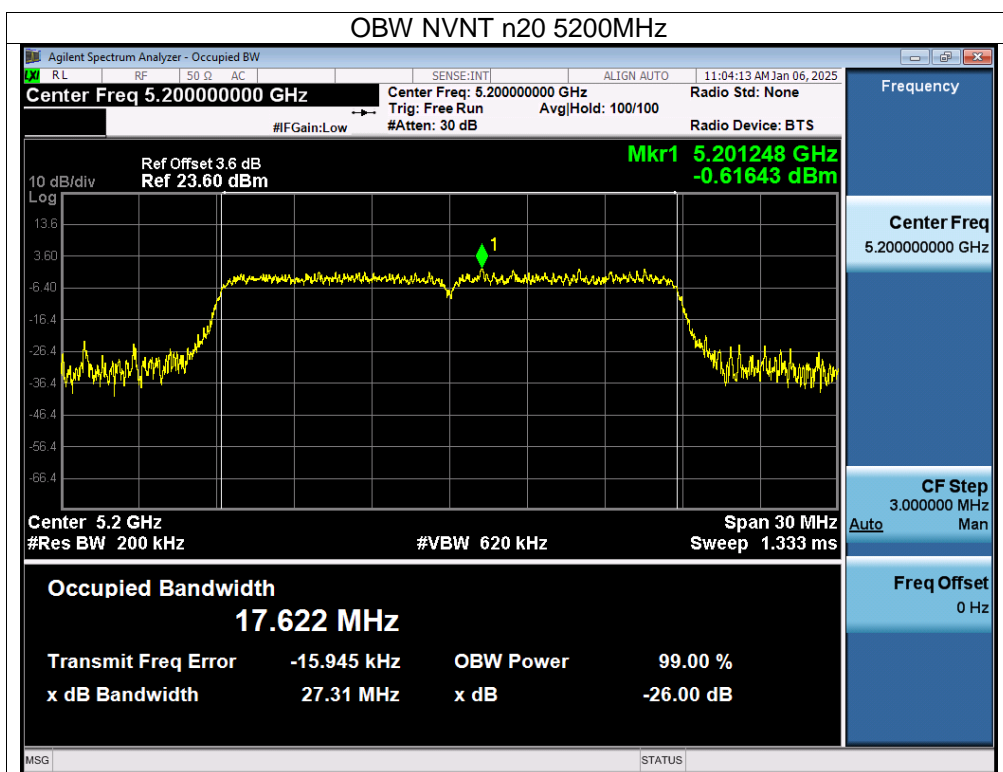 OBW NVNT n20 5200MHz
Agilent Spectrum Analyzer - Occupied BW
LXI RL RF 50 Ω AC SENSE:INT ALIGN AUTO 11:04:13 AM Jan 06, 2025
Center Freq 5.200000000 GHz
Center Freq: 5.200000000 GHz Radio Std: None
Trig: Free Run Avg|Hold: 100/100
#IFGain:Low #Atten: 30 dB Radio Device: BTS
Frequency
Mkr1 5.201248 GHz
-0.61643 dBm
Ref Offset 3.6 dB
10 dB/div Ref 23.60 dBm
Log
13.6
3.60
-6.40
-16.4
-26.4
-36.4
-46.4
-56.4
-66.4
1
Center 5.2 GHz Span 30 MHz
#Res BW 200 kHz #VBW 620 kHz Sweep 1.333 ms
Center Freq
5.200000000 GHz
CF Step
3.000000 MHz
Auto Man
Freq Offset
0 Hz
Occupied Bandwidth
17.622 MHz
Transmit Freq Error -15.945 kHz OBW Power 99.00 %
x dB Bandwidth 27.31 MHz x dB -26.00 dB
MSG STATUS